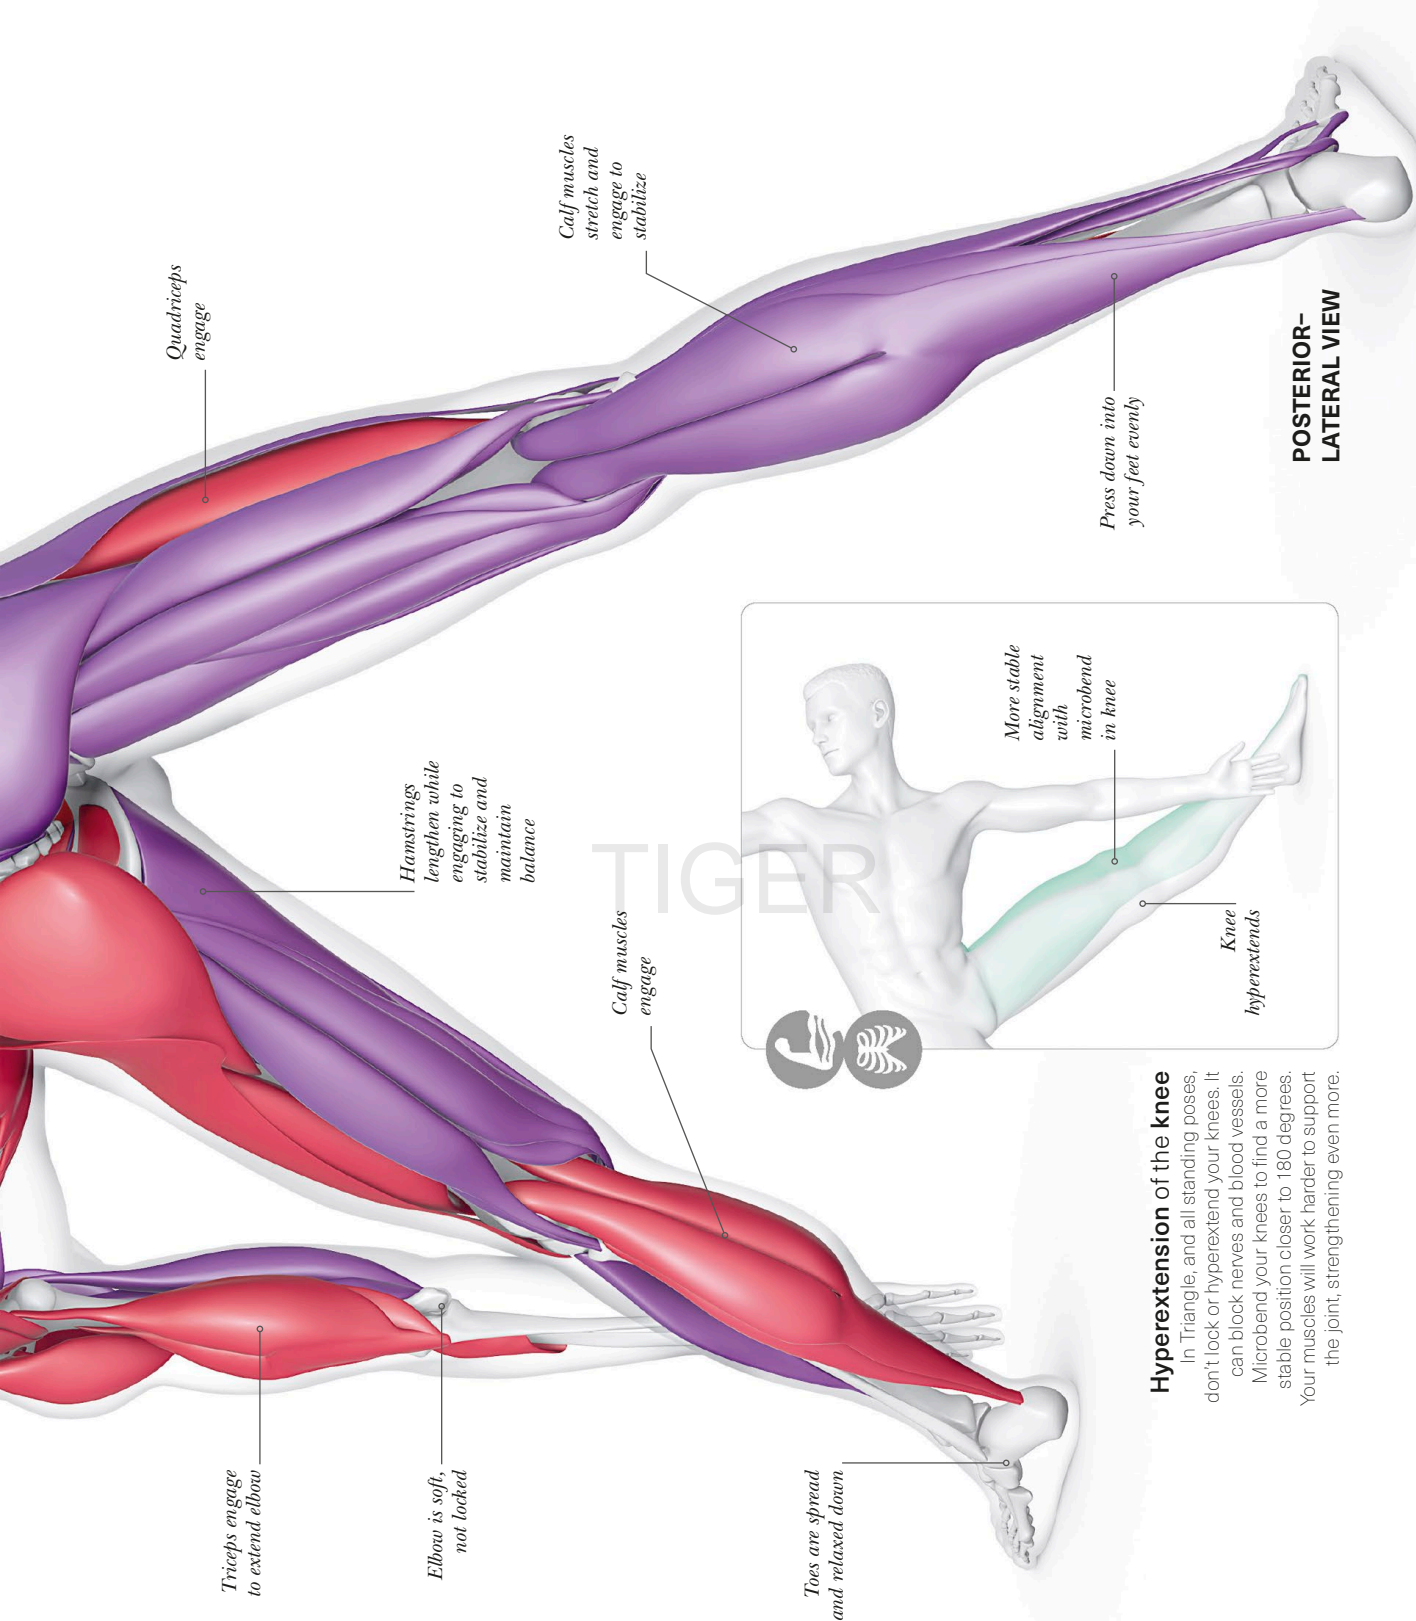 Quadriceps
engage
Calf muscles
stretch and
engage to
stabilize
Press down into
your feet evenly
POSTERIOR–
LATERAL VIEW
Hamstrings
lengthen while
engaging to
stabilize and
maintain
balance
TIGER
Calf muscles
engage
More stable
alignment
with
microbend
in knee
Knee
hyperextends
Hyperextension of the knee
In Triangle, and all standing poses,
don't lock or hyperextend your knees. It
can block nerves and blood vessels.
Microbend your knees to find a more
stable position closer to 180 degrees.
Your muscles will work harder to support
the joint, strengthening even more.
Triceps engage
to extend elbow
Elbow is soft,
not locked
Toes are spread
and relaxed down